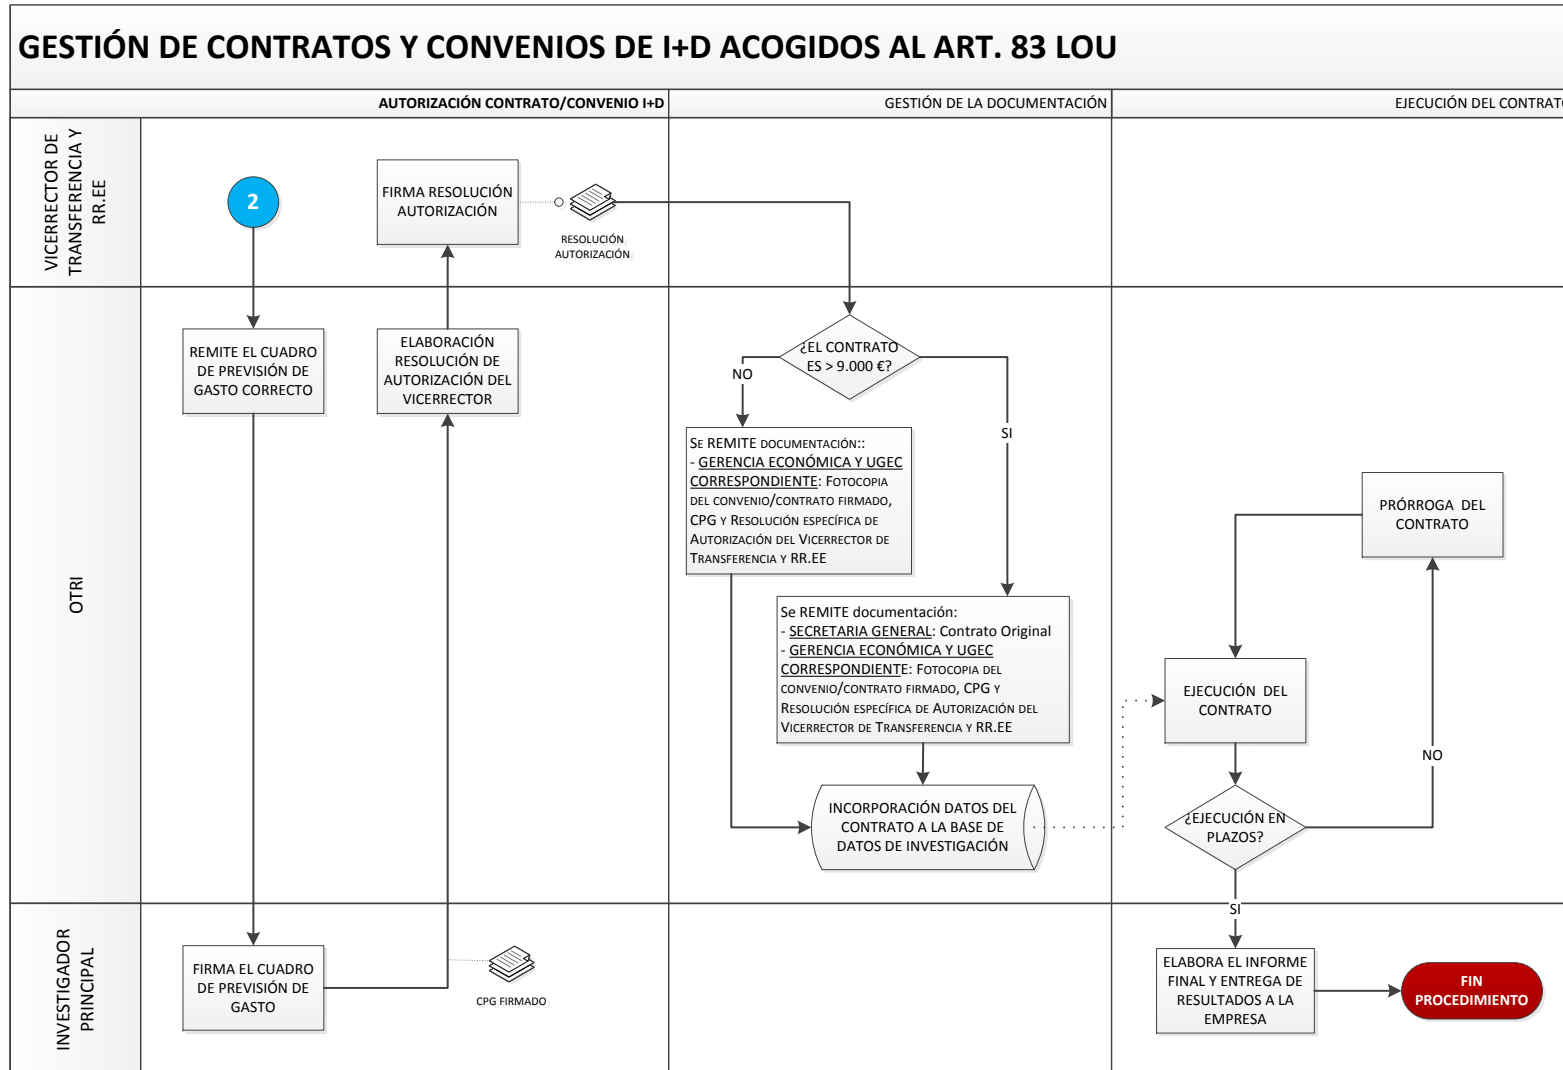 GESTIÓN DE CONTRATOS Y CONVENIOS DE I+D ACOGIDOS AL ART. 83 LOU
AUTORIZACIÓN CONTRATO/CONVENIO I+D
GESTIÓN DE LA DOCUMENTACIÓN
EJECUCIÓN DEL CONTRATO
VICERRECTOR DE
TRANSFERENCIA Y
RR.EE
2
FIRMA RESOLUCIÓN
AUTORIZACIÓN
RESOLUCIÓN
AUTORIZACIÓN
OTRI
REMITE EL CUADRO
DE PREVISIÓN DE
GASTO CORRECTO
ELABORACIÓN
RESOLUCIÓN DE
AUTORIZACIÓN DEL
VICERRECTOR
¿EL CONTRATO
ES > 9.000 €?
NO
SI
SE REMITE DOCUMENTACIÓN::
- GERENCIA ECONÓMICA Y UGEC
CORRESPONDIENTE: FOTOCOPIA
DEL CONVENIO/CONTRATO FIRMADO,
CPG Y RESOLUCIÓN ESPECÍFICA DE
AUTORIZACIÓN DEL VICERRECTOR DE
TRANSFERENCIA Y RR.EE
Se REMITE documentación:
- SECRETARIA GENERAL: Contrato Original
- GERENCIA ECONÓMICA Y UGEC
CORRESPONDIENTE: FOTOCOPIA DEL
CONVENIO/CONTRATO FIRMADO, CPG Y
RESOLUCIÓN ESPECÍFICA DE AUTORIZACIÓN DEL
VICERRECTOR DE TRANSFERENCIA Y RR.EE
INCORPORACIÓN DATOS DEL
CONTRATO A LA BASE DE
DATOS DE INVESTIGACIÓN
PRÓRROGA DEL
CONTRATO
EJECUCIÓN DEL
CONTRATO
NO
¿EJECUCIÓN EN
PLAZOS?
SI
INVESTIGADOR
PRINCIPAL
FIRMA EL CUADRO
DE PREVISIÓN DE
GASTO
CPG FIRMADO
ELABORA EL INFORME
FINAL Y ENTREGA DE
RESULTADOS A LA
EMPRESA
FIN
PROCEDIMIENTO